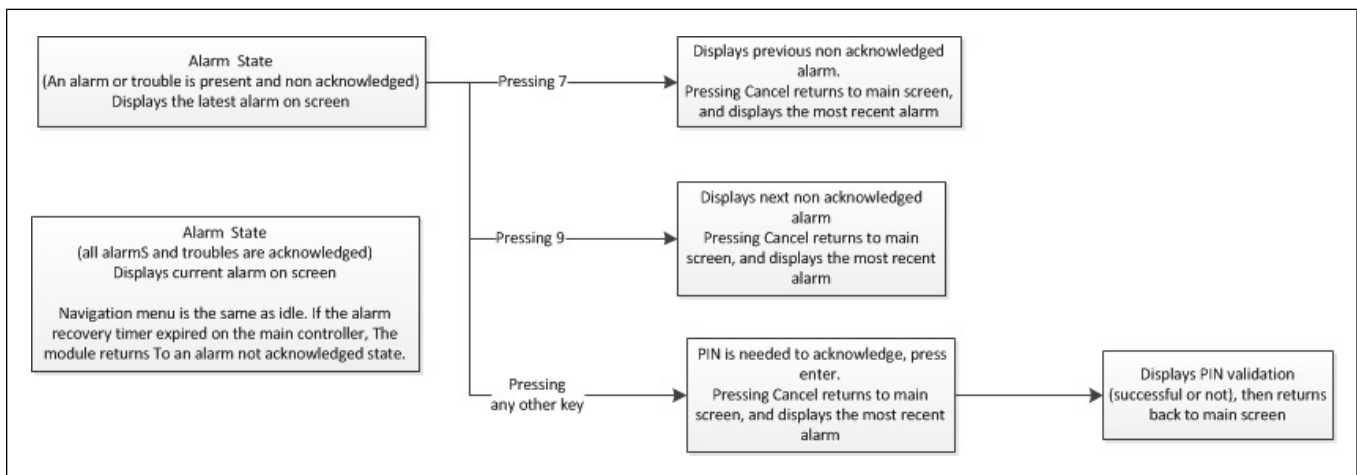 Alarm State
(An alarm or trouble is present and non acknowledged)
Displays the latest alarm on screen
Pressing 7
Displays previous non acknowledged
alarm.
Pressing Cancel returns to main screen,
and displays the most recent alarm
Alarm State
(all alarmS and troubles are acknowledged)
Displays current alarm on screen
Navigation menu is the same as idle. If the alarm
recovery timer expired on the main controller, The
module returns To an alarm not acknowledged state.
Pressing 9
Displays next non acknowledged
alarm
Pressing Cancel returns to main
screen, and displays the most recent
alarm
Pressing
any other key
PIN is needed to acknowledge, press
enter.
Pressing Cancel returns to main
screen, and displays the most recent
alarm
Displays PIN validation
(successful or not), then returns
back to main screen